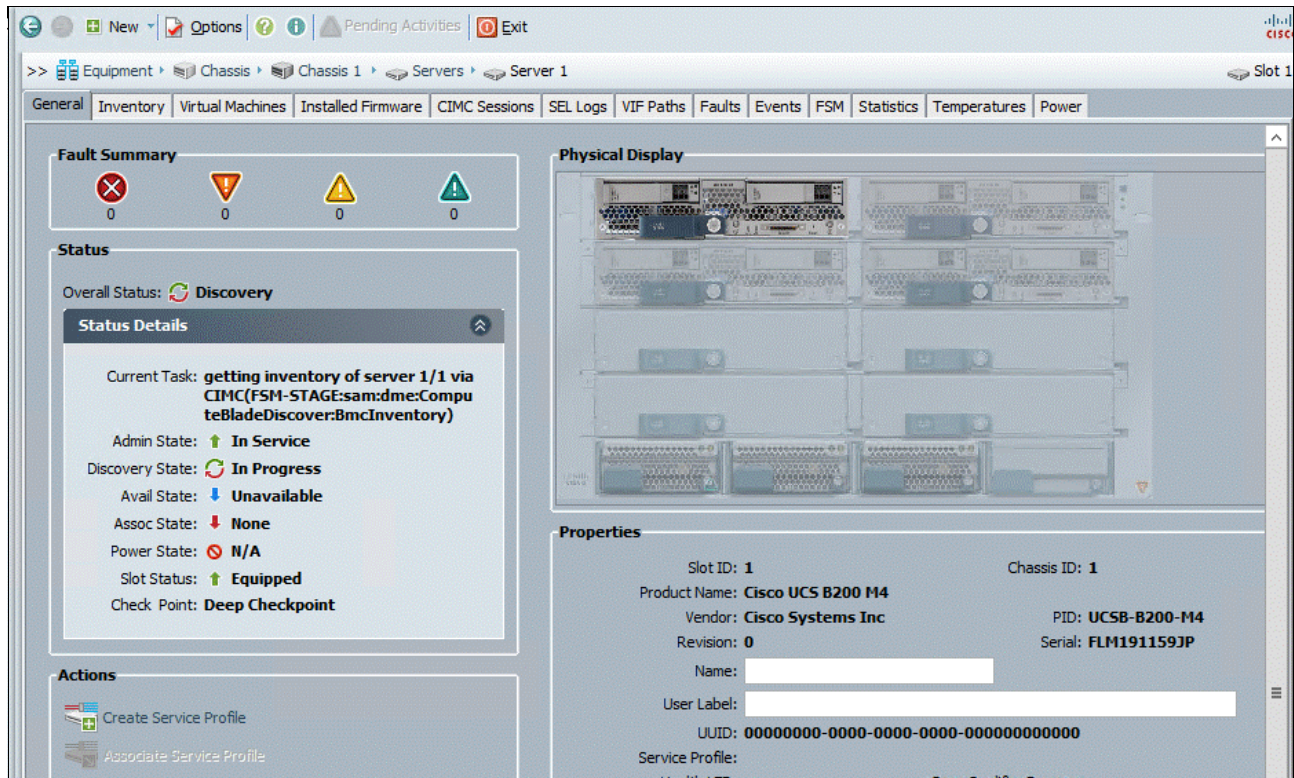 New Options Pending Activities Exit
cisco
>> Equipment Chassis Chassis 1 Servers Server 1 Slot 1
General Inventory Virtual Machines Installed Firmware CIMC Sessions SEL Logs VIF Paths Faults Events FSM Statistics Temperatures Power
Fault Summary
0 0 0 0
Status
Overall Status: Discovery
Status Details
Current Task: getting inventory of server 1/1 via
CIMC(FSM-STAGE:sam:dme:Compu
teBladeDiscover:BmcInventory)
Admin State: In Service
Discovery State: In Progress
Avail State: Unavailable
Assoc State: None
Power State: N/A
Slot Status: Equipped
Check Point: Deep Checkpoint
Actions
Create Service Profile
Associate Service Profile
Physical Display
Properties
Slot ID: 1 Chassis ID: 1
Product Name: Cisco UCS B200 M4
Vendor: Cisco Systems Inc PID: UCSB-B200-M4
Revision: 0 Serial: FLM191159JP
Name:
User Label:
UUID: 00000000-0000-0000-0000-000000000000
Service Profile: